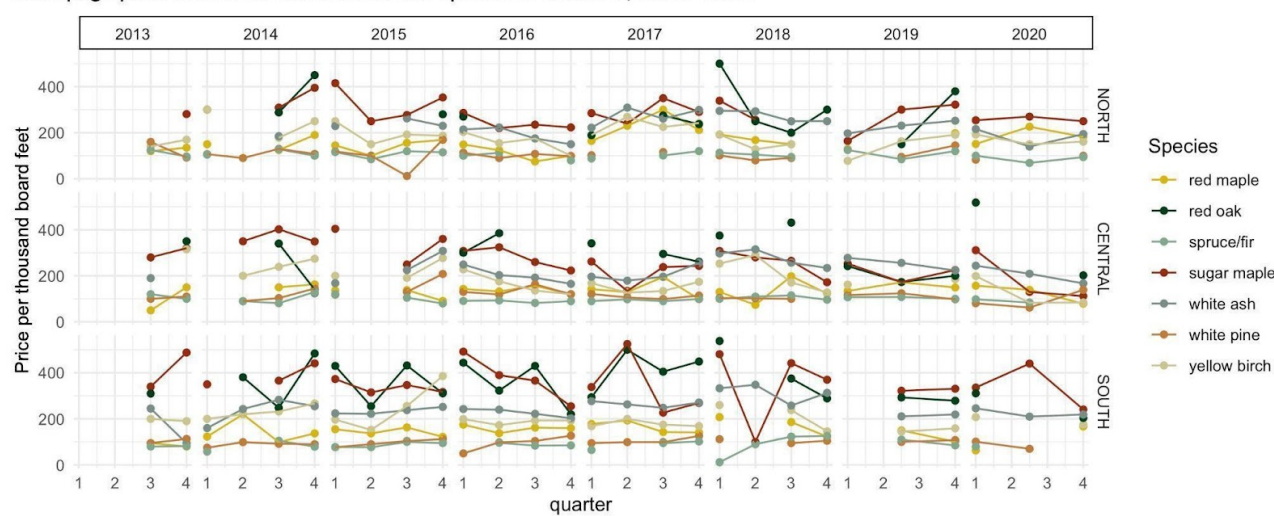 2013 2014 2015 2016 2017 2018 2019 2020
Price per thousand board feet
400
200
0
NORTH
400
200
0
CENTRAL
400
200
0
SOUTH
1 2 3 4 1 2 3 4 1 2 3 4 1 2 3 4 1 2 3 4 1 2 3 4 1 2 3 4 1 2 3 4
quarter
Species
red maple
red oak
spruce/fir
sugar maple
white ash
white pine
yellow birch